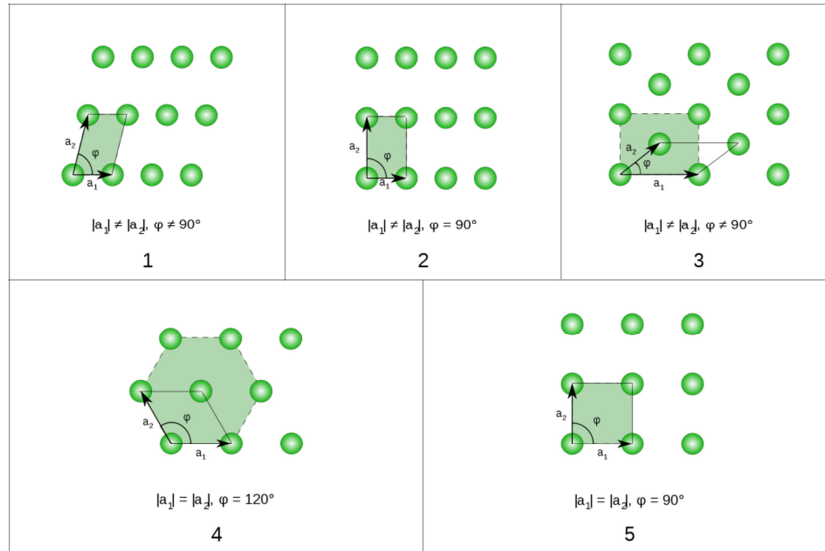 a₂
φ
a₁
|a₁| ≠ |a₂|, φ ≠ 90°
1
a₂
φ
a₁
|a₁| ≠ |a₂|, φ = 90°
2
a₂
φ
a₁
|a₁| ≠ |a₂|, φ ≠ 90°
3
a₂
φ
a₁
|a₁| = |a₂|, φ = 120°
4
a₂
φ
a₁
|a₁| = |a₂|, φ = 90°
5